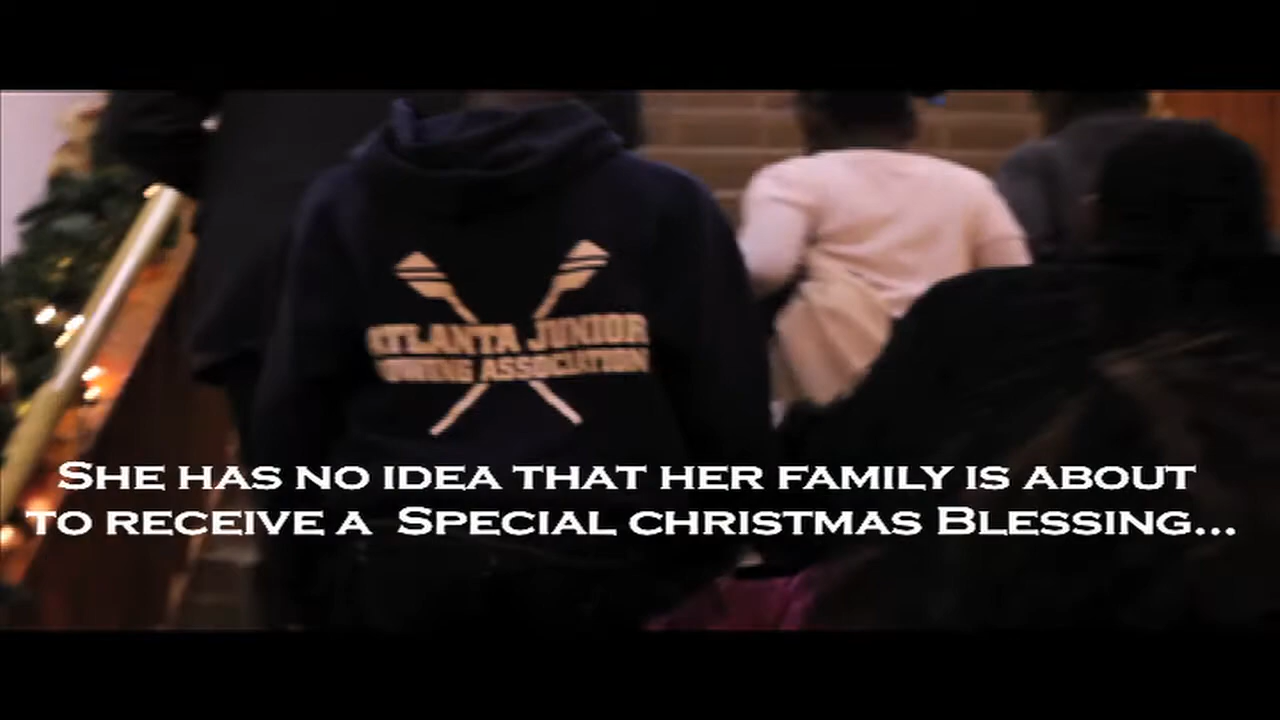 ATLANTA JUNIOR
ROWING ASSOCIATION
SHE HAS NO IDEA THAT HER FAMILY IS ABOUT
TO RECEIVE A SPECIAL CHRISTMAS BLESSING...